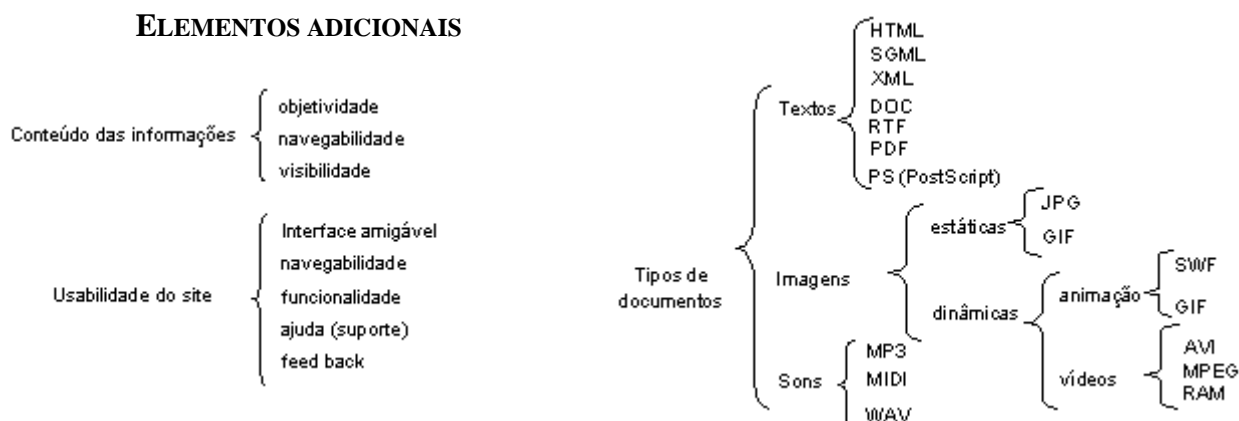 ELEMENTOS ADICIONAIS
Conteúdo das informações
objetividade
navegabilidade
visibilidade
Usabilidade do site
Interface amigável
navegabilidade
funcionalidade
ajuda (suporte)
feed back
Tipos de
documentos
Textos
HTML
SGML
XML
DOC
RTF
PDF
PS (PostScript)
Imagens
estáticas
JPG
GIF
dinâmicas
animação
SWF
GIF
vídeos
AVI
MPEG
RAM
Sons
MP3
MIDI
WAV